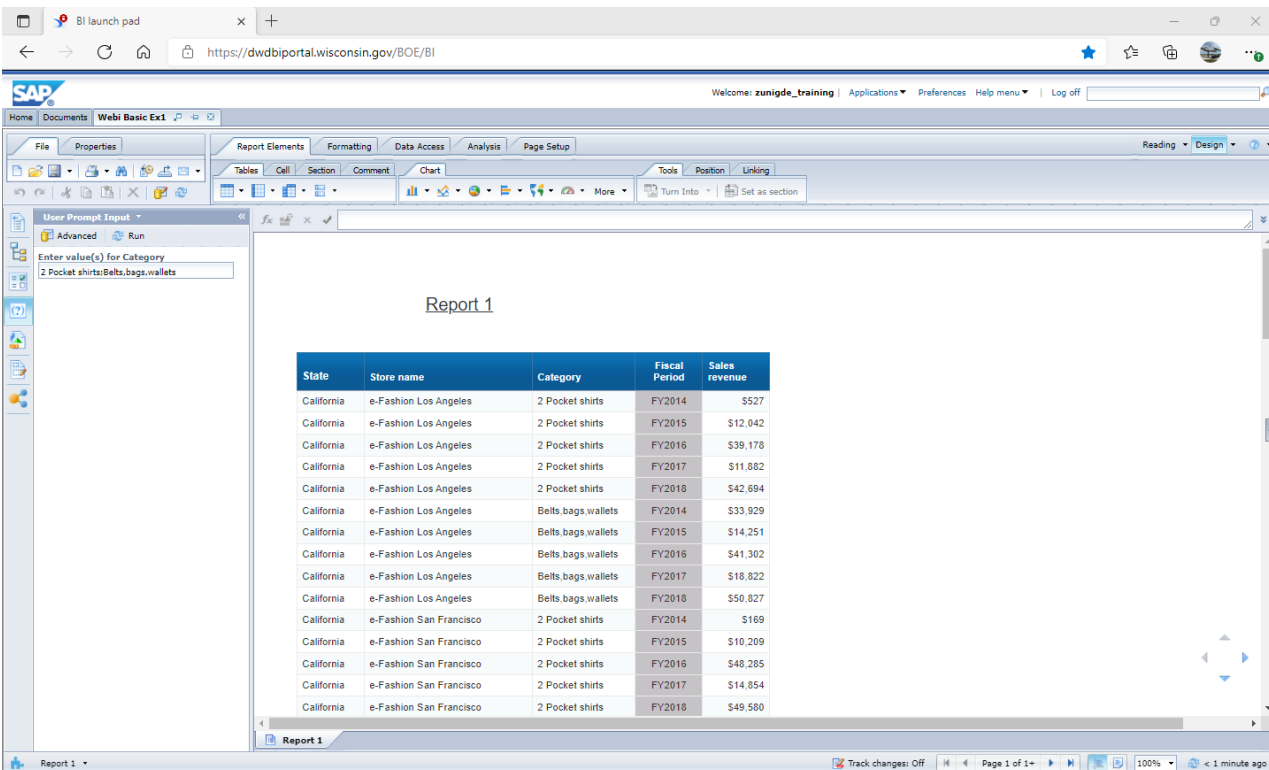 BI launch pad
https://dwdbiportal.wisconsin.gov/BOE/BI
SAP
Welcome: zunigde_training | Applications Preferences Help menu | Log off
Home Documents Webi Basic Ex1
File Properties Report Elements Formatting Data Access Analysis Page Setup Reading Design
Tables Cell Section Comment Chart Tools Position Linking
More Turn Into Set as section
User Prompt Input
Advanced Run
Enter value(s) for Category
2 Pocket shirts;Belts,bags,wallets
Report 1
State Store name Category Fiscal Period Sales revenue
California e-Fashion Los Angeles 2 Pocket shirts FY2014 $527
California e-Fashion Los Angeles 2 Pocket shirts FY2015 $12,042
California e-Fashion Los Angeles 2 Pocket shirts FY2016 $39,178
California e-Fashion Los Angeles 2 Pocket shirts FY2017 $11,882
California e-Fashion Los Angeles 2 Pocket shirts FY2018 $42,694
California e-Fashion Los Angeles Belts,bags,wallets FY2014 $33,929
California e-Fashion Los Angeles Belts,bags,wallets FY2015 $14,251
California e-Fashion Los Angeles Belts,bags,wallets FY2016 $41,302
California e-Fashion Los Angeles Belts,bags,wallets FY2017 $18,822
California e-Fashion Los Angeles Belts,bags,wallets FY2018 $50,827
California e-Fashion San Francisco 2 Pocket shirts FY2014 $169
California e-Fashion San Francisco 2 Pocket shirts FY2015 $10,209
California e-Fashion San Francisco 2 Pocket shirts FY2016 $48,285
California e-Fashion San Francisco 2 Pocket shirts FY2017 $14,854
California e-Fashion San Francisco 2 Pocket shirts FY2018 $49,580
Report 1
Report 1 Track changes: Off Page 1 of 1+ 100% < 1 minute ago